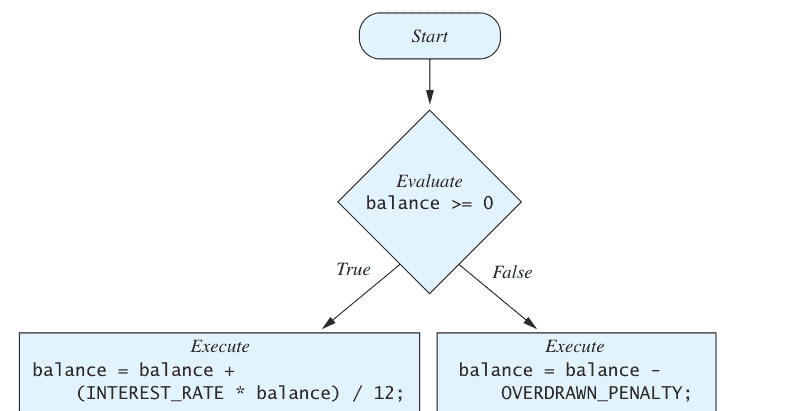 Start
Evaluate
balance >= 0
True
False
Execute
balance = balance +
(INTEREST_RATE * balance) / 12;
Execute
balance = balance -
OVERDRAWN_PENALTY;